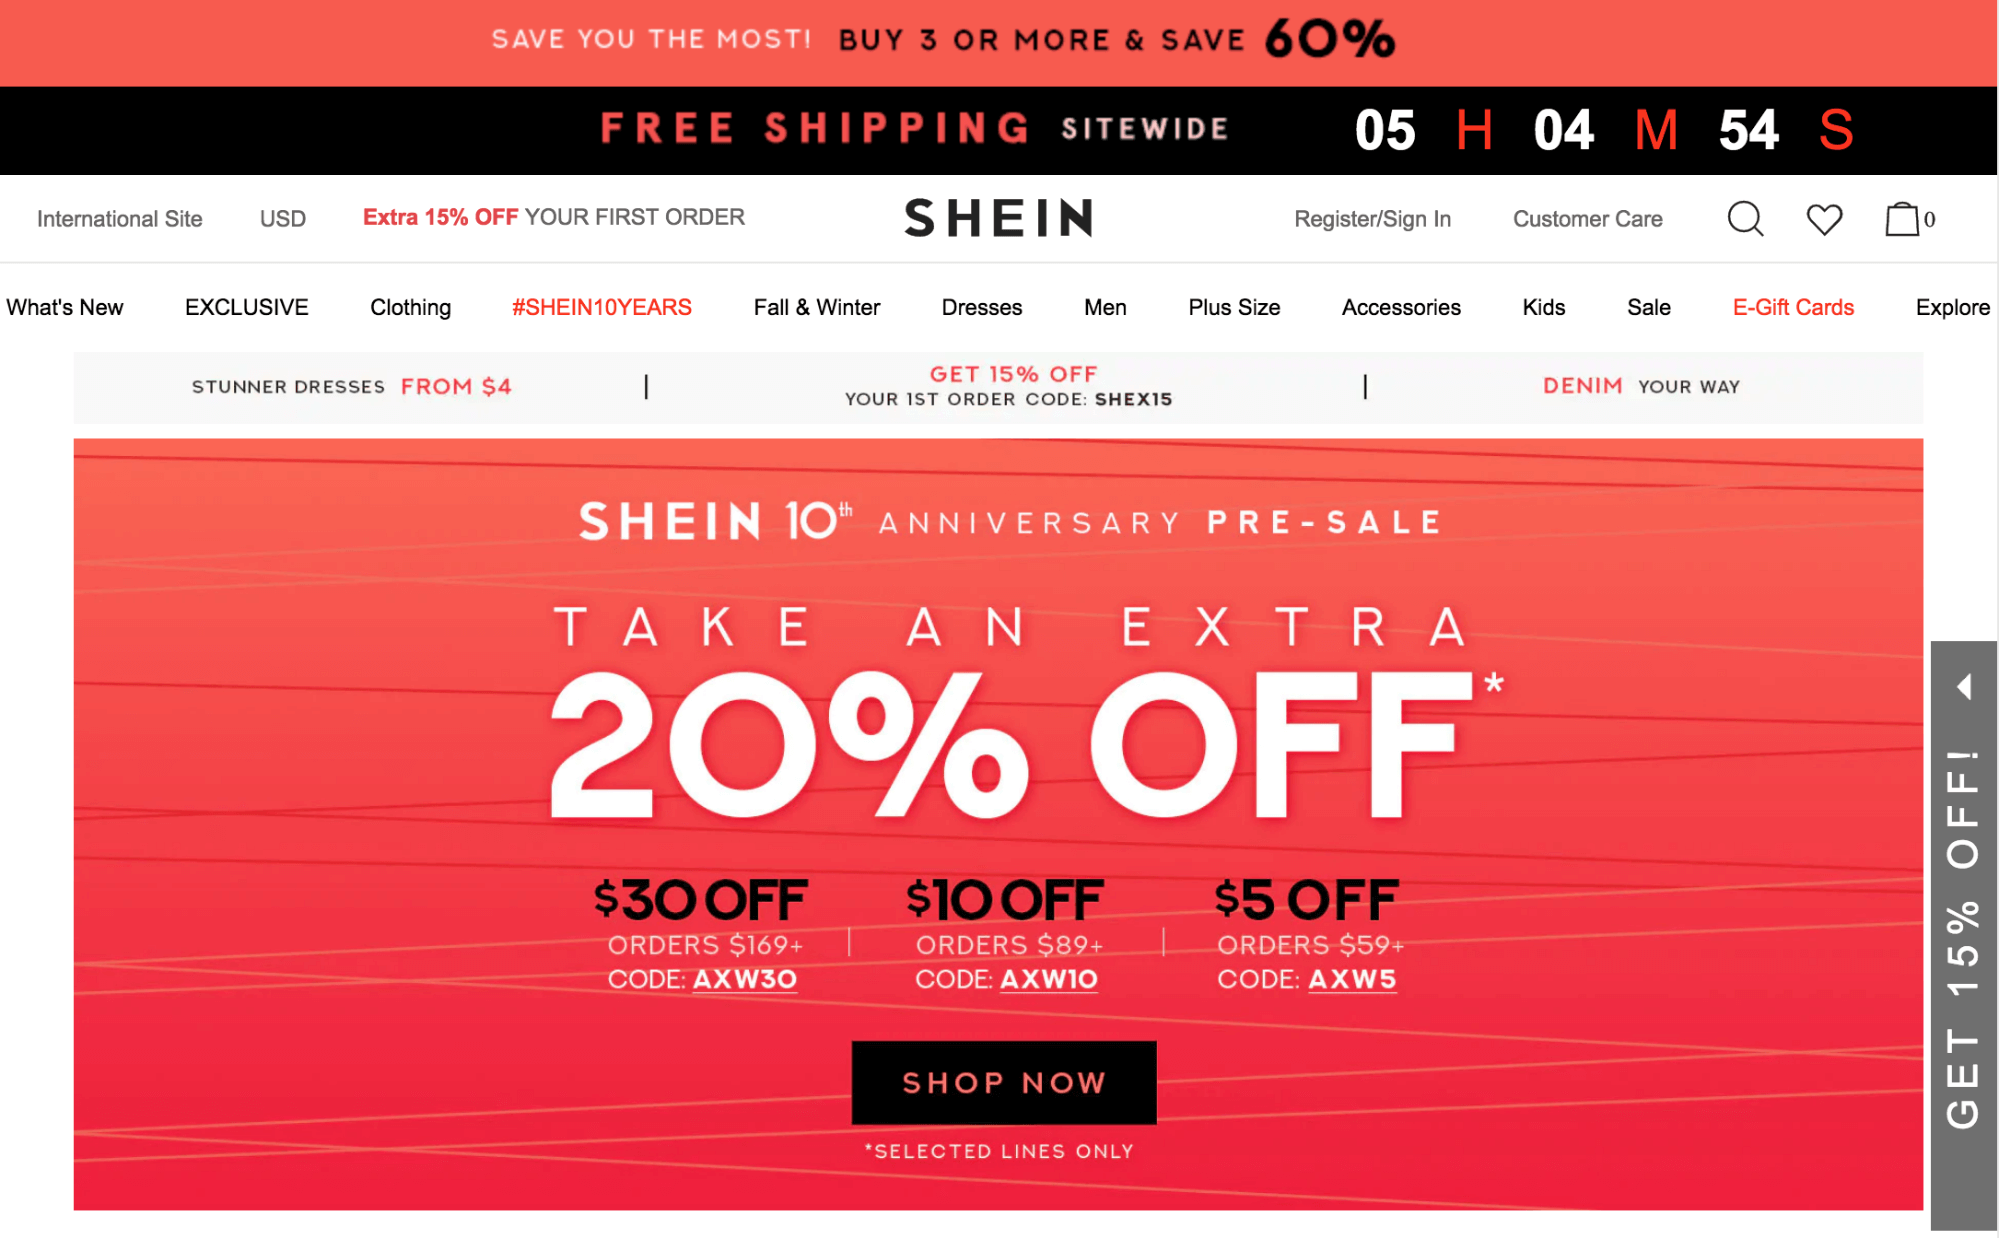 SAVE YOU THE MOST! BUY 3 OR MORE & SAVE 60%
FREE SHIPPING SITEWIDE 05 H 04 M 54 S
International Site USD Extra 15% OFF YOUR FIRST ORDER SHEIN Register/Sign In Customer Care 0
What's New EXCLUSIVE Clothing #SHEIN10YEARS Fall & Winter Dresses Men Plus Size Accessories Kids Sale E-Gift Cards Explore
STUNNER DRESSES FROM $4 | GET 15% OFF | DENIM YOUR WAY
YOUR 1ST ORDER CODE: SHEX15
SHEIN 10th ANNIVERSARY PRE-SALE
TAKE AN EXTRA
20% OFF*
$30 OFF $10 OFF $5 OFF
ORDERS $169+ | ORDERS $89+ | ORDERS $59+
CODE: AXW30 CODE: AXW10 CODE: AXW5
SHOP NOW
*SELECTED LINES ONLY
GET 15% OFF!